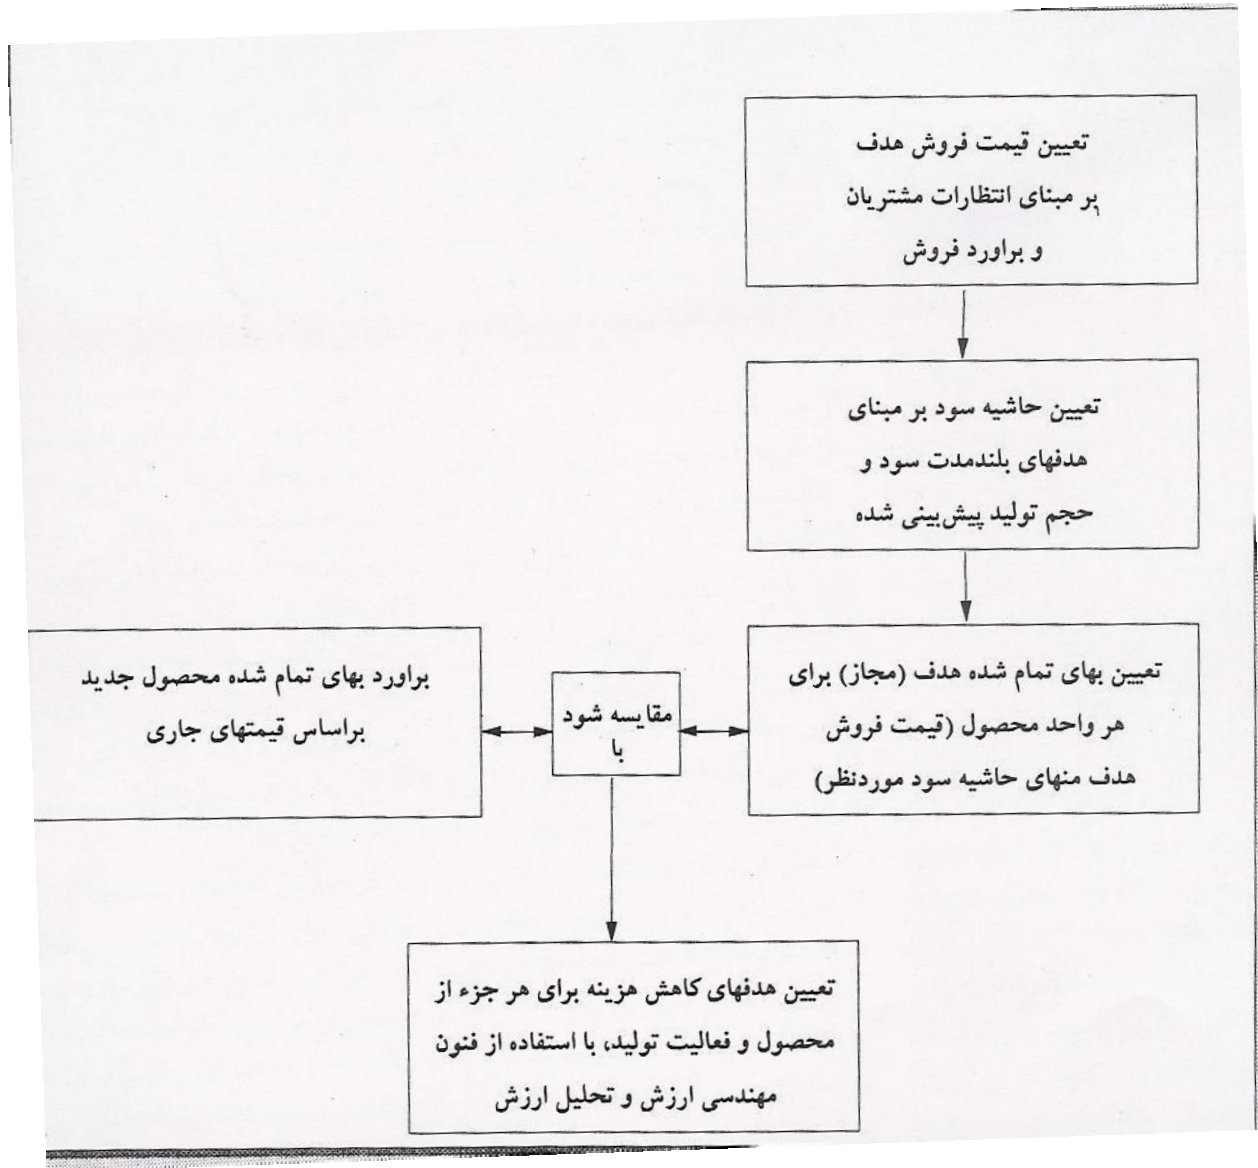 تعیین قیمت فروش هدف
بر مبنای انتظارات مشتریان
و براورد فروش
تعیین حاشیه سود بر مبنای
هدفهای بلندمدت سود و
حجم تولید پیش‌بینی شده
تعیین بهای تمام شده هدف (مجاز) برای
هر واحد محصول (قیمت فروش
هدف منهای حاشیه سود موردنظر)
مقایسه شود
با
براورد بهای تمام شده محصول جدید
براساس قیمتهای جاری
تعیین هدفهای کاهش هزینه برای هر جزء از
محصول و فعالیت تولید، با استفاده از فنون
مهندسی ارزش و تحلیل ارزش